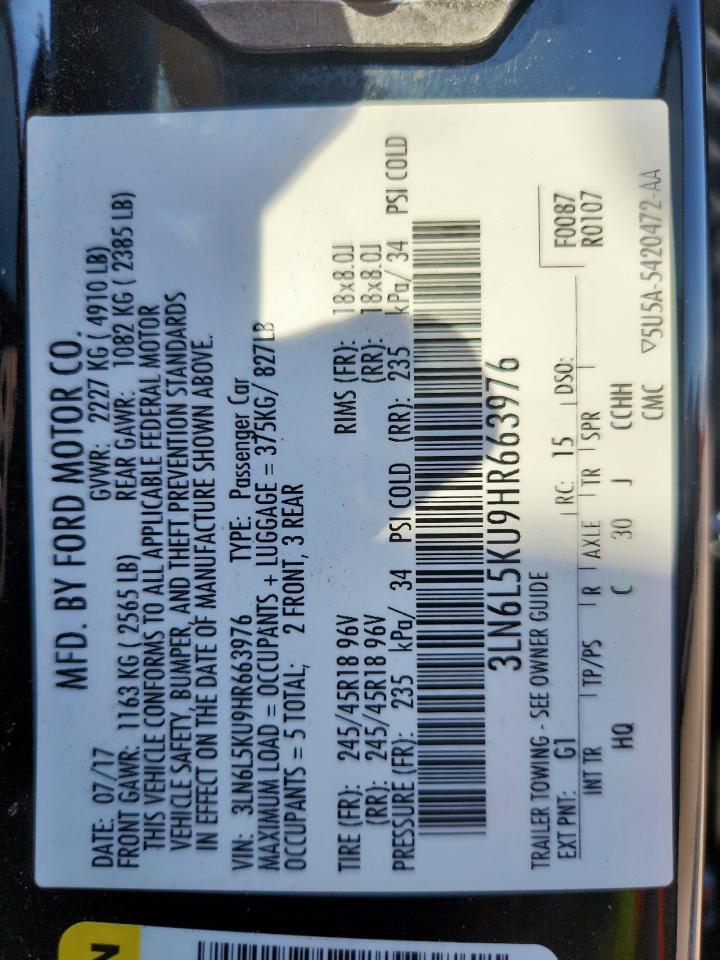 MFD. BY FORD MOTOR CO.
DATE: 07/17 GVWR: 2227 KG ( 4910 LB)
FRONT GAWR: 1163 KG ( 2565 LB) REAR GAWR: 1082 KG ( 2385 LB)
THIS VEHICLE CONFORMS TO ALL APPLICABLE FEDERAL MOTOR
VEHICLE SAFETY, BUMPER, AND THEFT PREVENTION STANDARDS
IN EFFECT ON THE DATE OF MANUFACTURE SHOWN ABOVE.
VIN: 3LN6L5KU9HR663976 TYPE: Passenger Car
MAXIMUM LOAD = OCCUPANTS + LUGGAGE = 375KG/ 827LB
OCCUPANTS = 5 TOTAL; 2 FRONT, 3 REAR
TIRE (FR): 245/45R18 96V RIMS (FR): 18x8.0J
(RR): 245/45R18 96V (RR): 18x8.0J
PRESSURE (FR): 235 kPa/ 34 PSI COLD (RR): 235 kPa/ 34 PSI COLD
3LN6L5KU9HR663976
TRAILER TOWING - SEE OWNER GUIDE F0087
EXT PNT: G1 RC: 15 DSO: R0107
INT TR TP/PS R AXLE TR SPR
HQ C 30 J CCHH
CMC ▽5U5A-5420472-AA
N